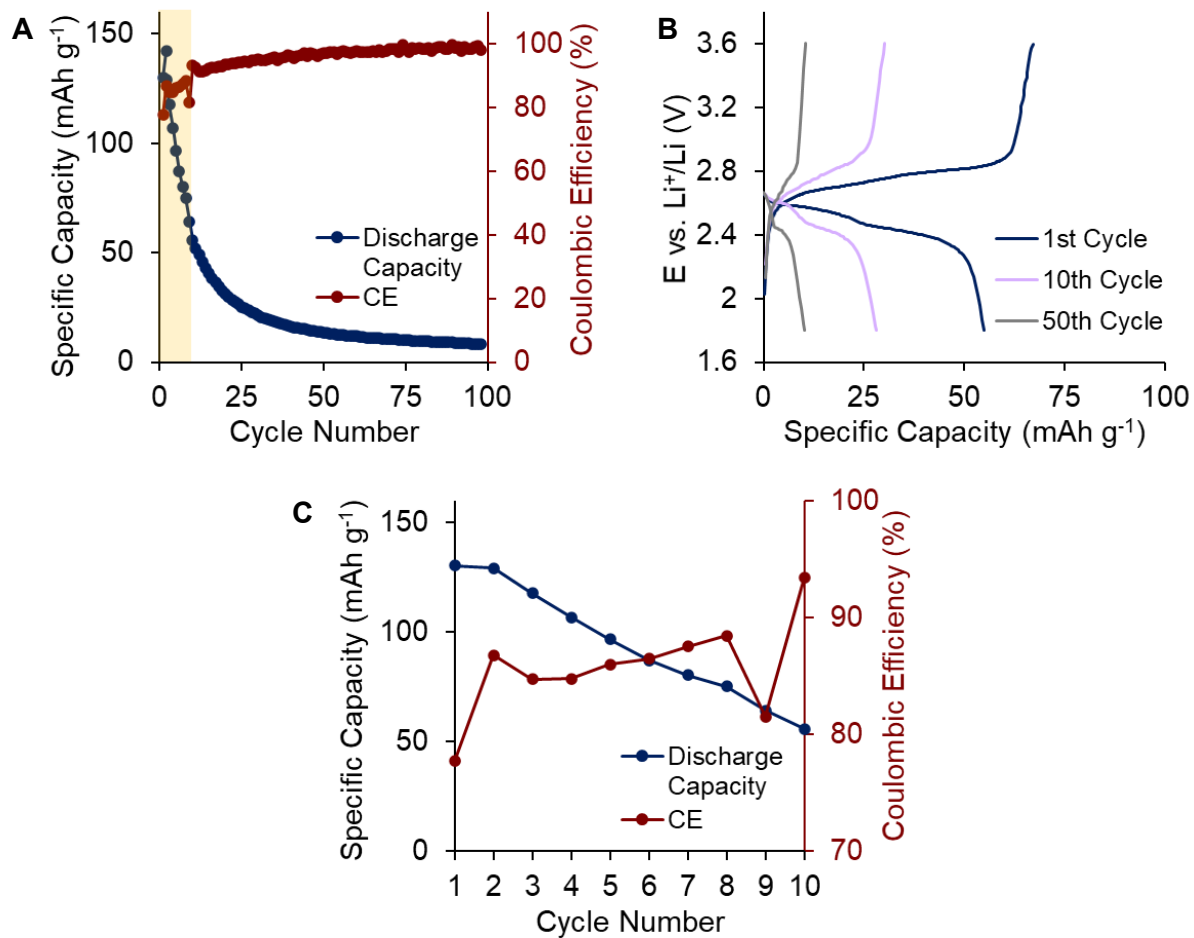 A
Specific Capacity (mAh g⁻¹)
150
100
50
0
0
25
50
75
100
Cycle Number
100
80
60
40
20
0
Coulombic Efficiency (%)
Discharge
Capacity
CE
B
E vs. Li⁺/Li (V)
3.6
3.2
2.8
2.4
2
1.6
0
25
50
75
100
Specific Capacity (mAh g⁻¹)
1st Cycle
10th Cycle
50th Cycle
C
Specific Capacity (mAh g⁻¹)
150
100
50
0
1
2
3
4
5
6
7
8
9
10
Cycle Number
100
90
80
70
Coulombic Efficiency (%)
Discharge
Capacity
CE